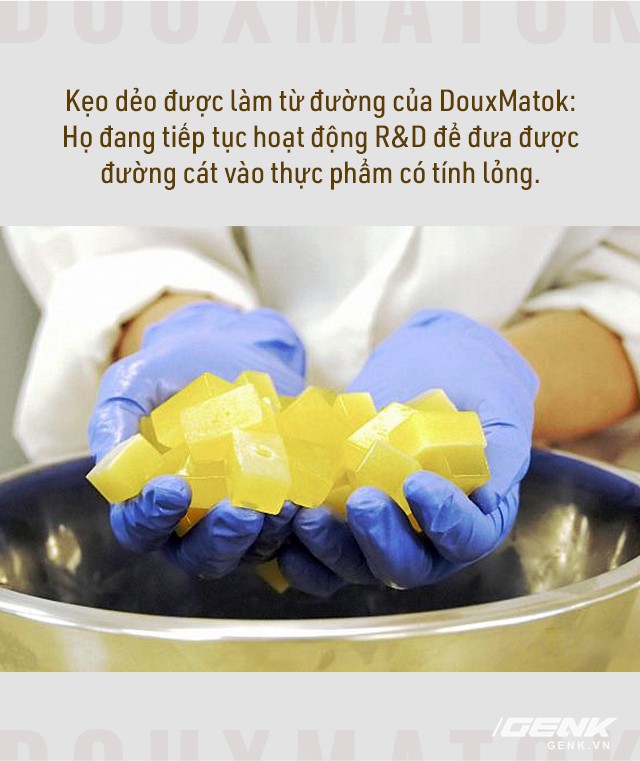 DOUXMATOK
Kẹo dẻo được làm từ đường của DouxMatok:
Họ đang tiếp tục hoạt động R&D để đưa được
đường cát vào thực phẩm có tính lỏng.
GENK
GENK.VN
DOUXMATOK